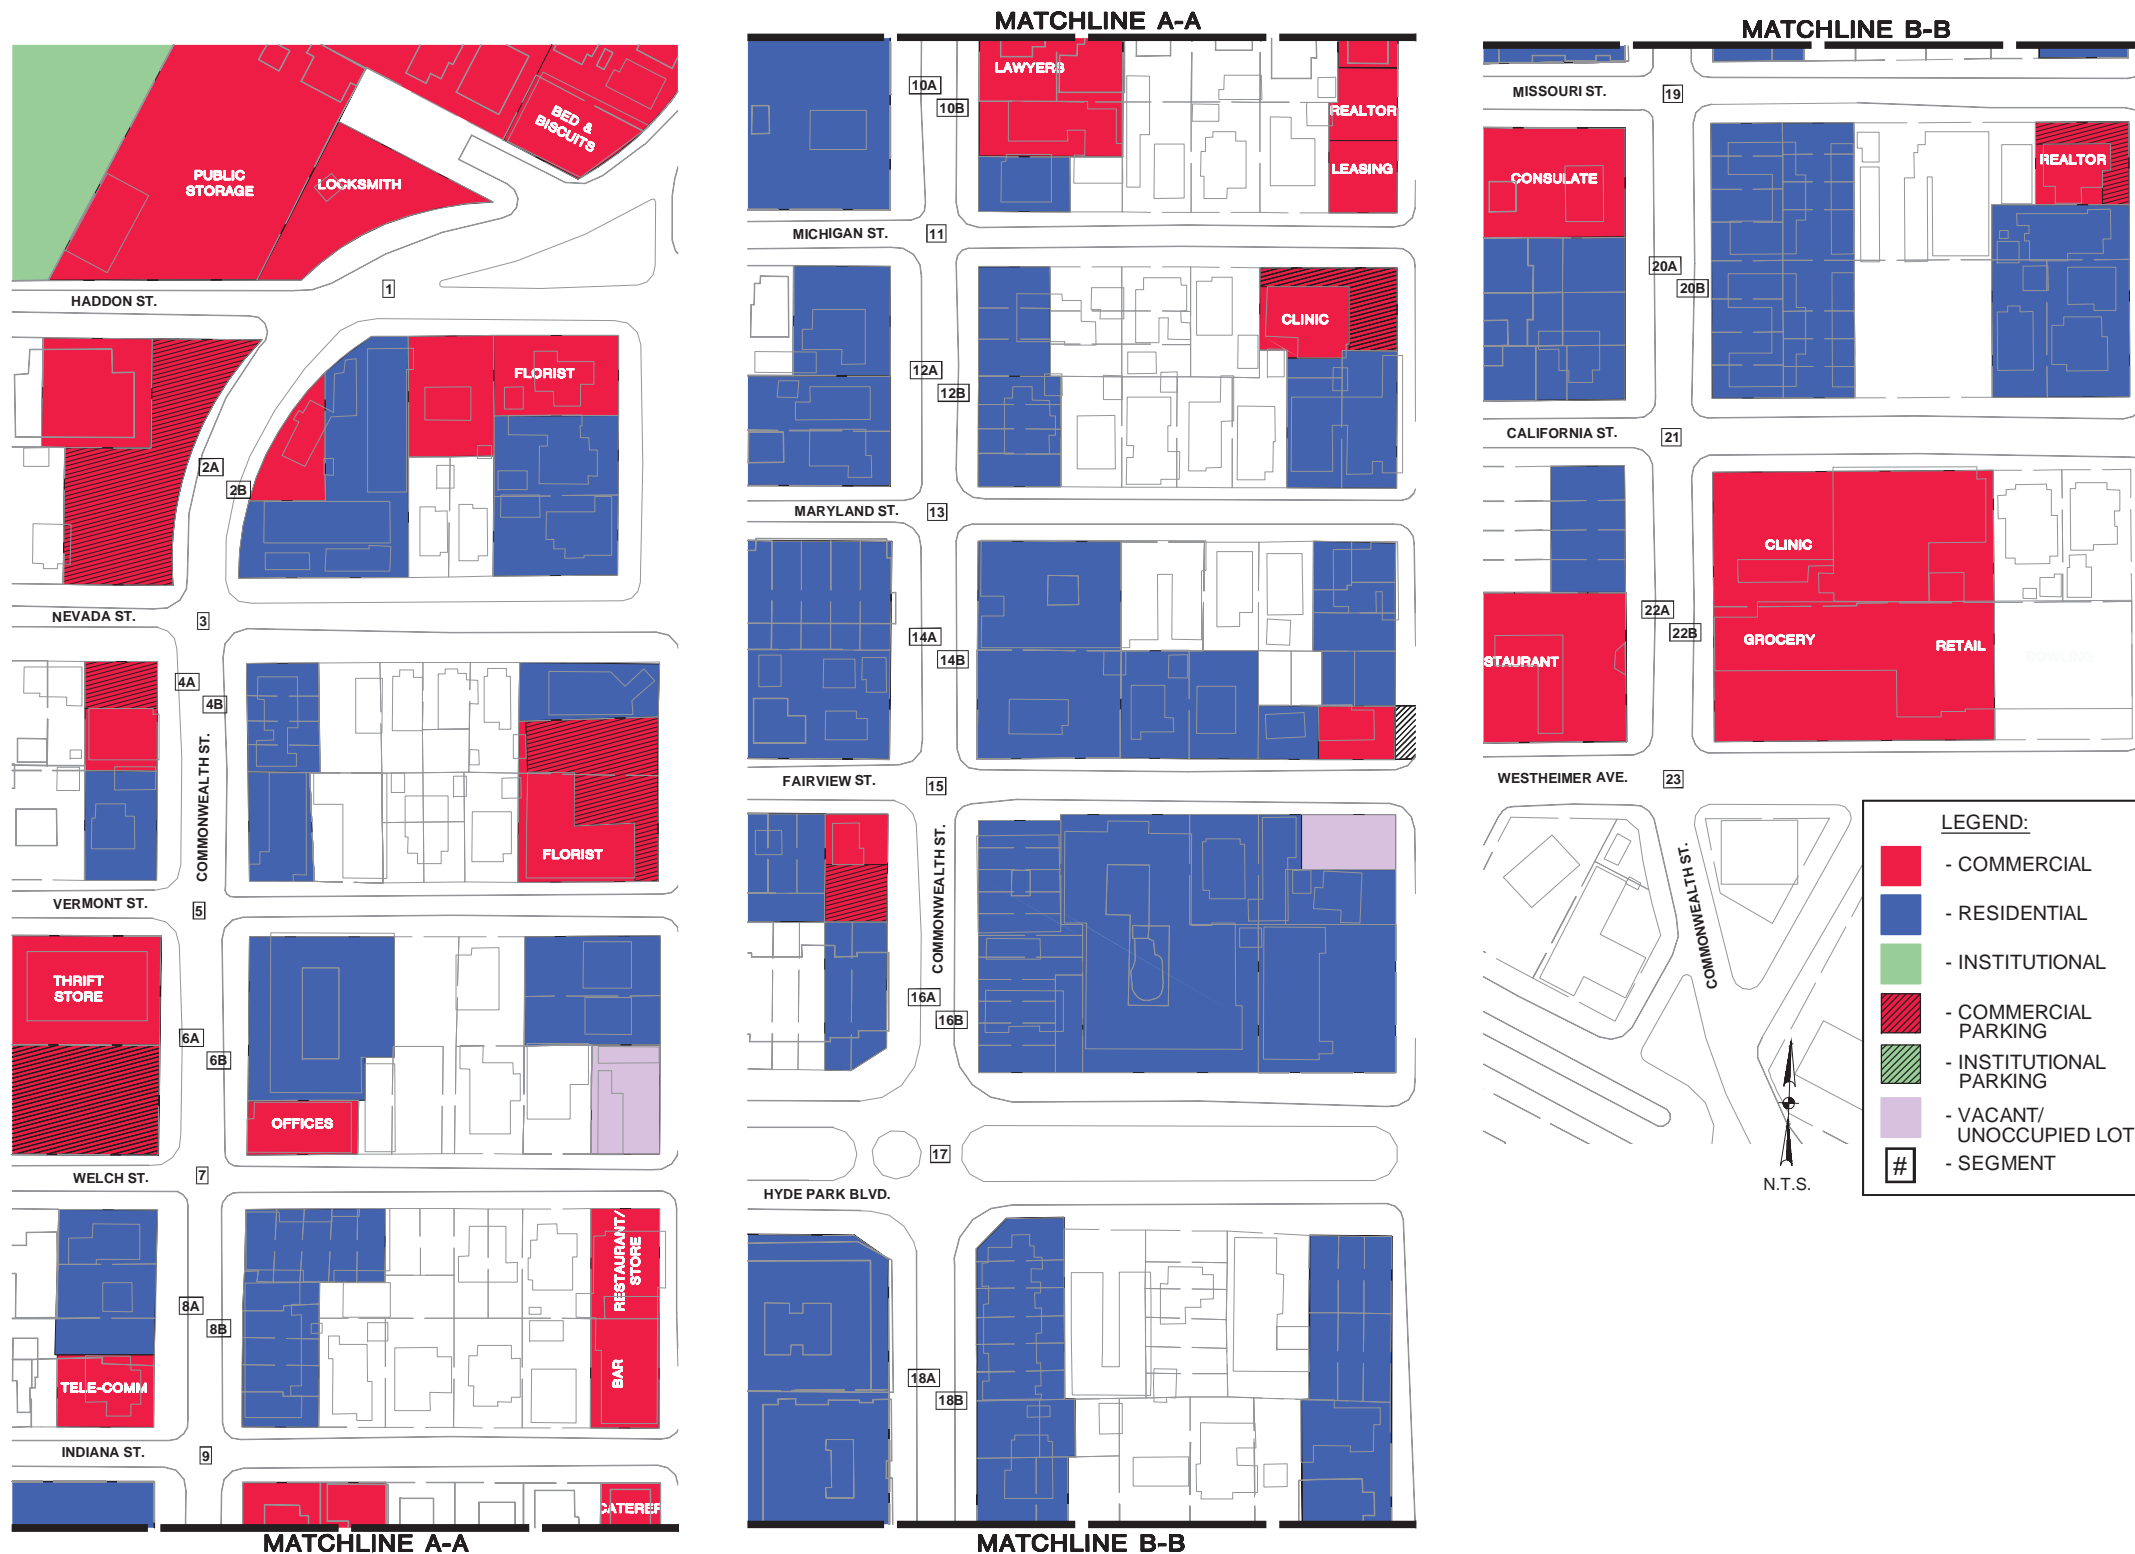 PUBLIC
STORAGE
LOCKSMITH
BED &
BISCUITS
HADDON ST.
1
FLORIST
2A
2B
NEVADA ST.
3
4A
4B
COMMONWEALTH ST.
FLORIST
VERMONT ST.
5
THRIFT
STORE
6A
6B
OFFICES
WELCH ST.
7
RESTAURANT/
STORE
8A
8B
TELE-COMM
BAR
INDIANA ST.
9
CATERER
MATCHLINE A-A
MATCHLINE A-A
LAWYERS
10A
10B
REALTOR
LEASING
MICHIGAN ST.
11
CLINIC
12A
12B
MARYLAND ST.
13
14A
14B
FAIRVIEW ST.
15
COMMONWEALTH ST.
16A
16B
17
HYDE PARK BLVD.
18A
18B
MATCHLINE B-B
MATCHLINE B-B
MISSOURI ST.
19
CONSULATE
REALTOR
20A
20B
CALIFORNIA ST.
21
CLINIC
22A
22B
GROCERY
RETAIL
STAURANT
WESTHEIMER AVE.
23
COMMONWEALTH ST.
N.T.S.
LEGEND:
- COMMERCIAL
- RESIDENTIAL
- INSTITUTIONAL
- COMMERCIAL
PARKING
- INSTITUTIONAL
PARKING
- VACANT/
UNOCCUPIED LOT
# - SEGMENT